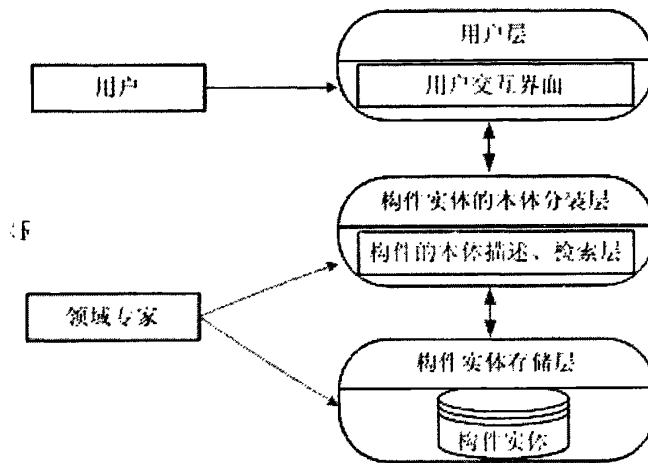 用户层
用户
用户交互界面
构件实体的本体分装层
构件的本体描述、检索层
领域专家
构件实体存储层
构件实体